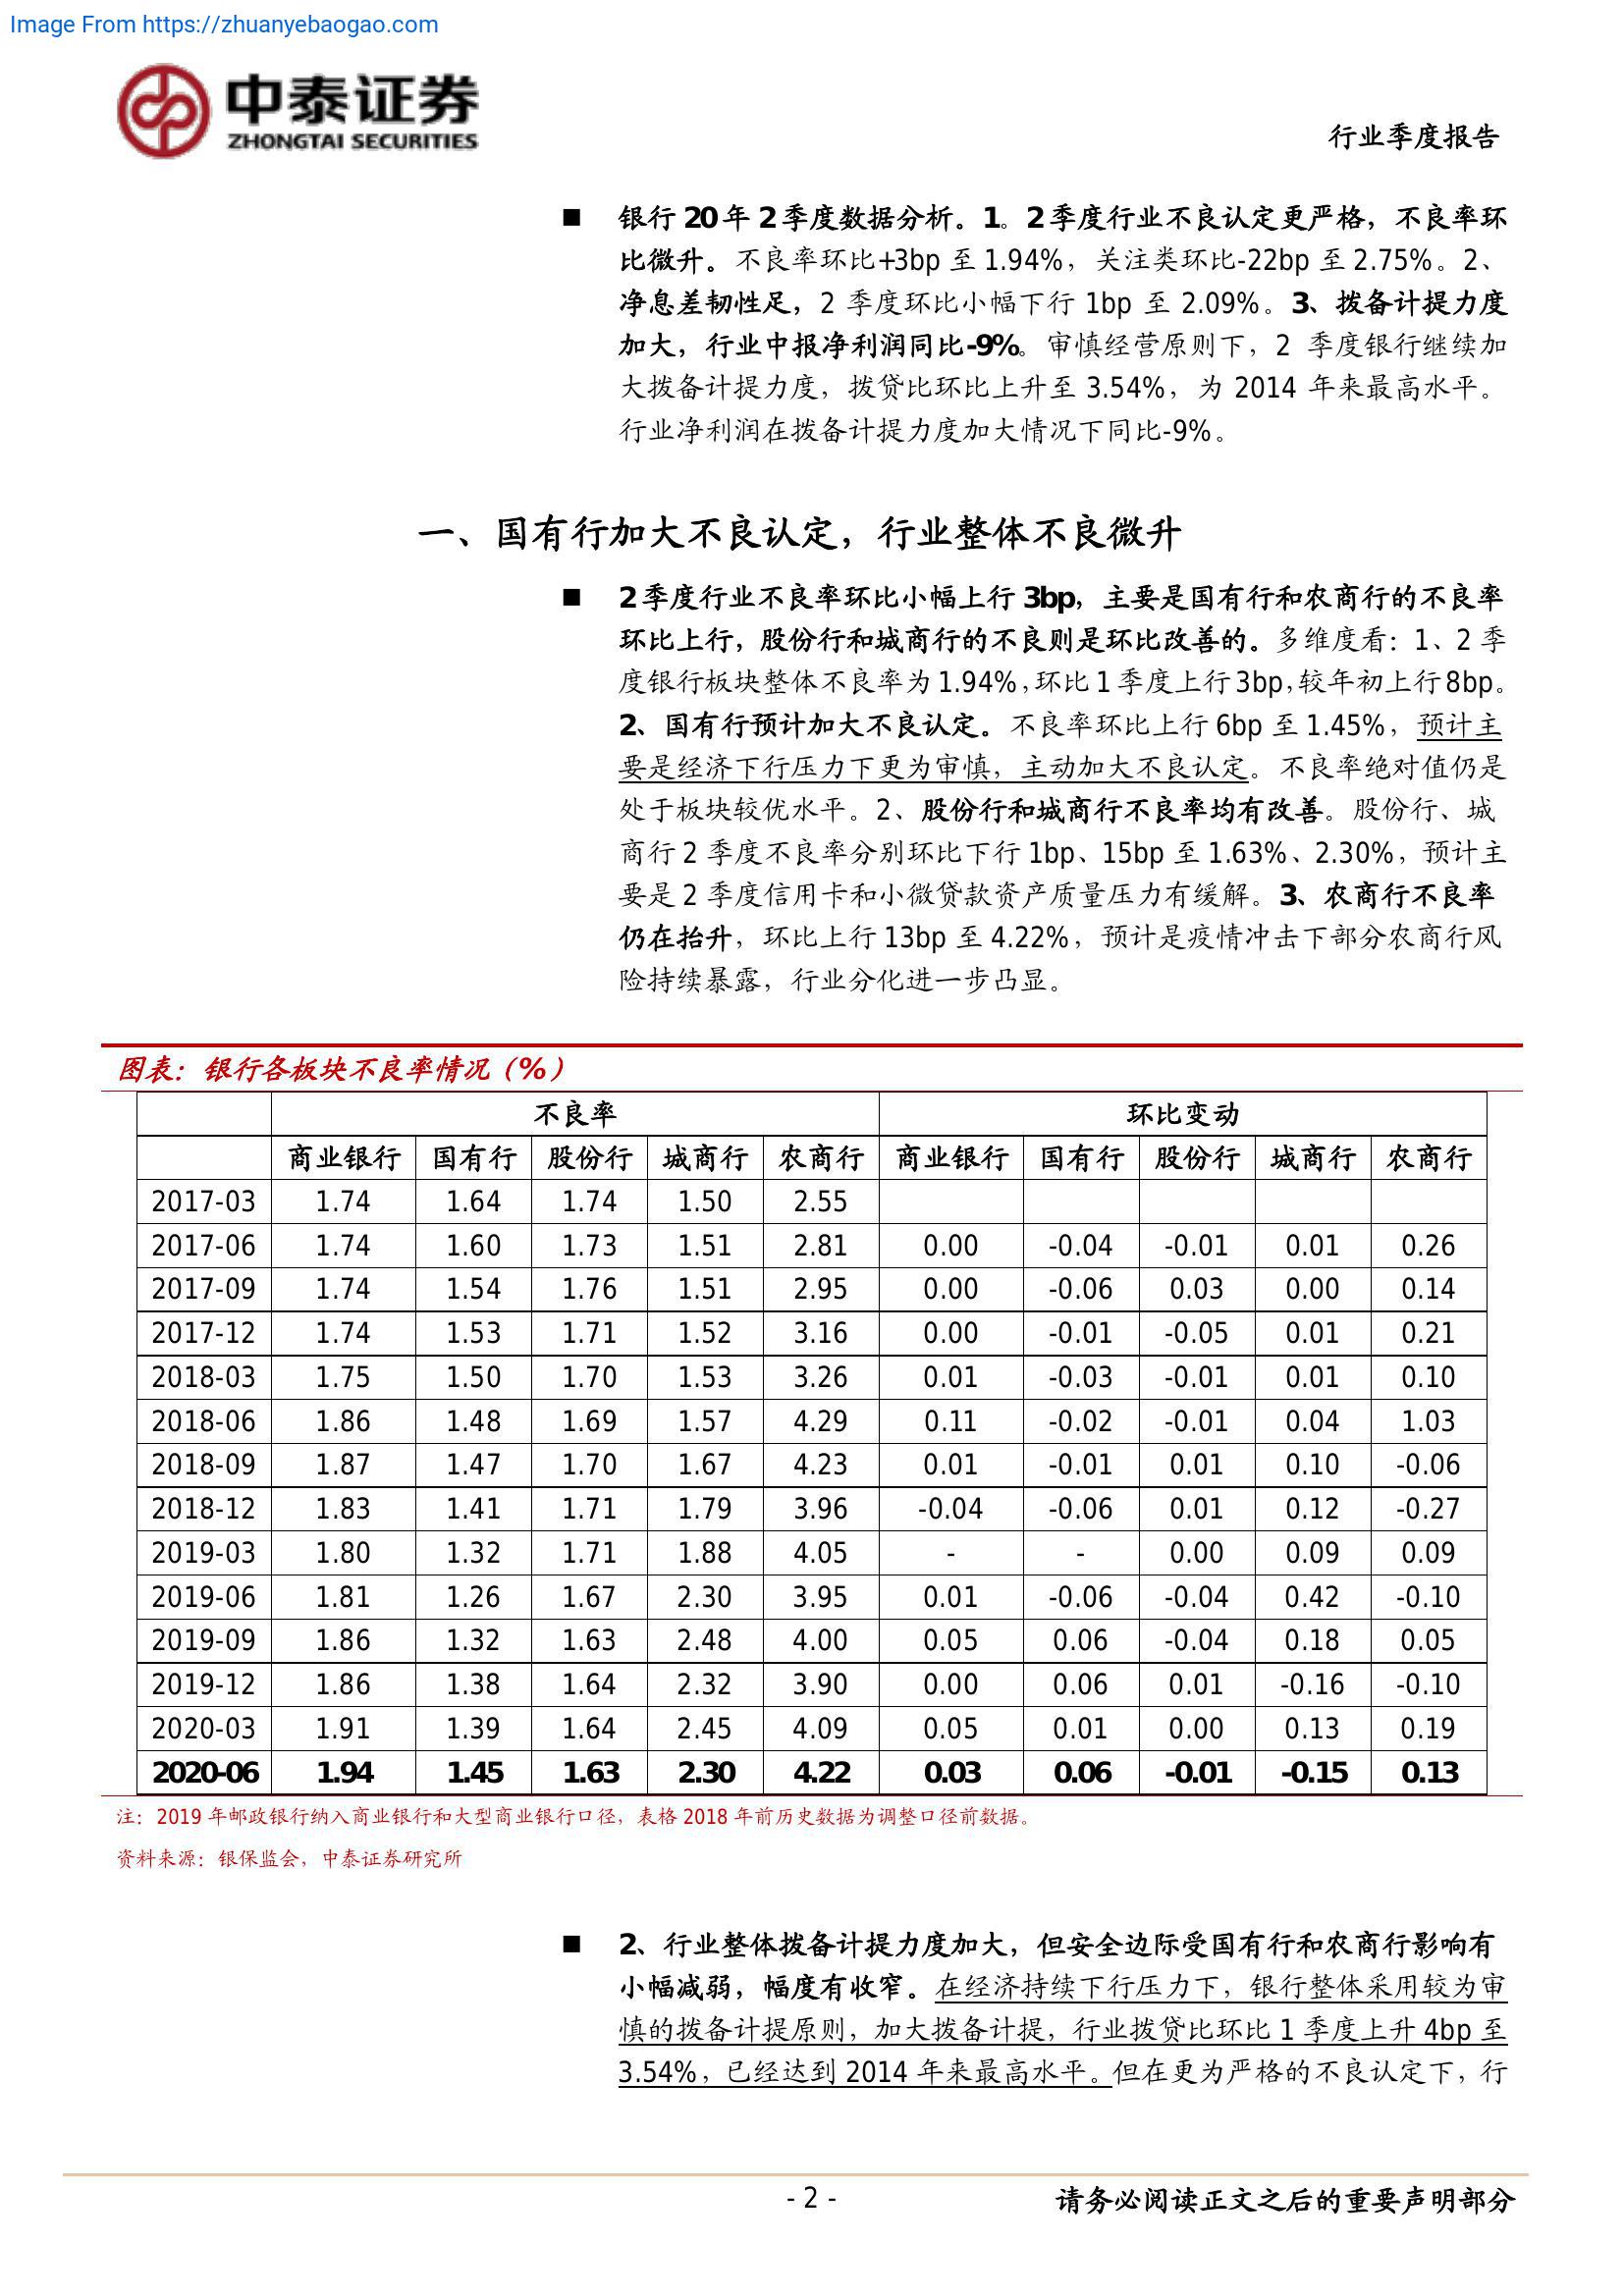 Image From https://zhuanyebaogao.com
中泰证券
ZHONGTAI SECURITIES
行业季度报告
■ 银行 20 年 2 季度数据分析。1。2 季度行业不良认定更严格，不良率环
比微升。不良率环比+3bp 至 1.94%，关注类环比-22bp 至 2.75%。2、
净息差韧性足，2 季度环比小幅下行 1bp 至 2.09%。3、拨备计提力度
加大，行业中报净利润同比-9%。审慎经营原则下，2 季度银行继续加
大拨备计提力度，拨贷比环比上升至 3.54%，为 2014 年来最高水平。
行业净利润在拨备计提力度加大情况下同比-9%。
一、国有行加大不良认定，行业整体不良微升
■ 2 季度行业不良率环比小幅上行 3bp，主要是国有行和农商行的不良率
环比上行，股份行和城商行的不良则是环比改善的。多维度看：1、2 季
度银行板块整体不良率为 1.94%，环比 1 季度上行 3bp，较年初上行 8bp。
2、国有行预计加大不良认定。不良率环比上行 6bp 至 1.45%，预计主
要是经济下行压力下更为审慎，主动加大不良认定。不良率绝对值仍是
处于板块较优水平。2、股份行和城商行不良率均有改善。股份行、城
商行 2 季度不良率分别环比下行 1bp、15bp 至 1.63%、2.30%，预计主
要是 2 季度信用卡和小微贷款资产质量压力有缓解。3、农商行不良率
仍在抬升，环比上行 13bp 至 4.22%，预计是疫情冲击下部分农商行风
险持续暴露，行业分化进一步凸显。
图表：银行各板块不良率情况（%）
不良率 环比变动
商业银行 国有行 股份行 城商行 农商行 商业银行 国有行 股份行 城商行 农商行
2017-03 1.74 1.64 1.74 1.50 2.55
2017-06 1.74 1.60 1.73 1.51 2.81 0.00 -0.04 -0.01 0.01 0.26
2017-09 1.74 1.54 1.76 1.51 2.95 0.00 -0.06 0.03 0.00 0.14
2017-12 1.74 1.53 1.71 1.52 3.16 0.00 -0.01 -0.05 0.01 0.21
2018-03 1.75 1.50 1.70 1.53 3.26 0.01 -0.03 -0.01 0.01 0.10
2018-06 1.86 1.48 1.69 1.57 4.29 0.11 -0.02 -0.01 0.04 1.03
2018-09 1.87 1.47 1.70 1.67 4.23 0.01 -0.01 0.01 0.10 -0.06
2018-12 1.83 1.41 1.71 1.79 3.96 -0.04 -0.06 0.01 0.12 -0.27
2019-03 1.80 1.32 1.71 1.88 4.05 - - 0.00 0.09 0.09
2019-06 1.81 1.26 1.67 2.30 3.95 0.01 -0.06 -0.04 0.42 -0.10
2019-09 1.86 1.32 1.63 2.48 4.00 0.05 0.06 -0.04 0.18 0.05
2019-12 1.86 1.38 1.64 2.32 3.90 0.00 0.06 0.01 -0.16 -0.10
2020-03 1.91 1.39 1.64 2.45 4.09 0.05 0.01 0.00 0.13 0.19
2020-06 1.94 1.45 1.63 2.30 4.22 0.03 0.06 -0.01 -0.15 0.13
注：2019 年邮政银行纳入商业银行和大型商业银行口径，表格 2018 年前历史数据为调整口径前数据。
资料来源：银保监会，中泰证券研究所
■ 2、行业整体拨备计提力度加大，但安全边际受国有行和农商行影响有
小幅减弱，幅度有收窄。在经济持续下行压力下，银行整体采用较为审
慎的拨备计提原则，加大拨备计提，行业拨贷比环比 1 季度上升 4bp 至
3.54%，已经达到 2014 年来最高水平。但在更为严格的不良认定下，行
- 2 -
请务必阅读正文之后的重要声明部分